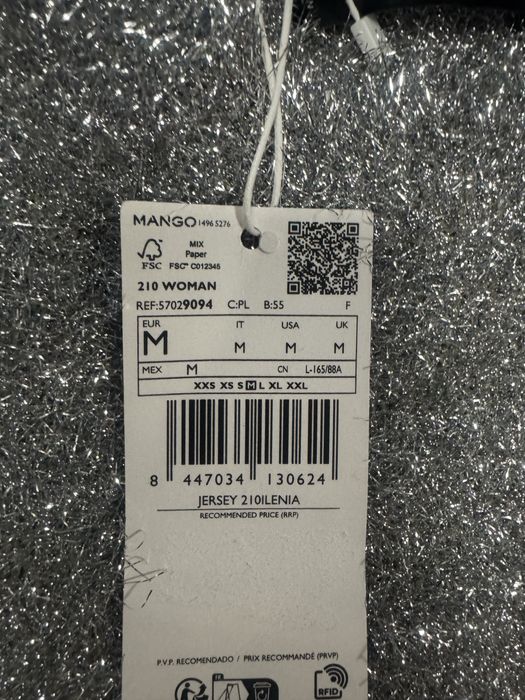 MANGO 1496 5276
MIX
Paper
FSC FSC™ C012345
210 WOMAN
REF:57029094 C:PL B:55 F
EUR IT USA UK
M M M M
MEX M CN L-165/88A
XXS XS S M L XL XXL
8 447034 130624
JERSEY 210ILENIA
RECOMMENDED PRICE (RRP)
P.V.P. RECOMENDADO / PRIX RECOMMANDÉ (PRVP)
RFID